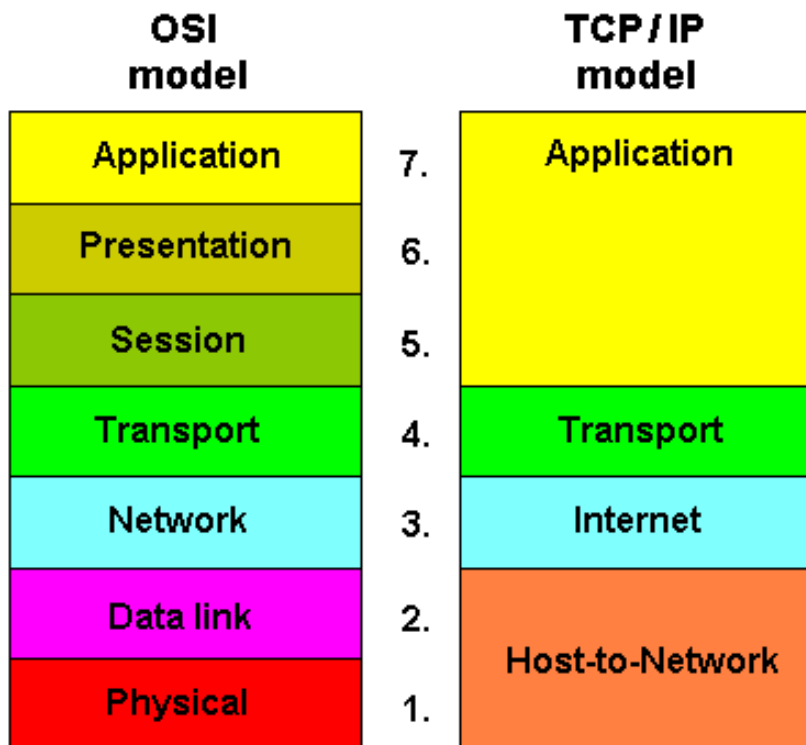 OSI
model
TCP / IP
model
Application
7.
Application
Presentation
6.
Session
5.
Transport
4.
Transport
Network
3.
Internet
Data link
2.
Host-to-Network
Physical
1.